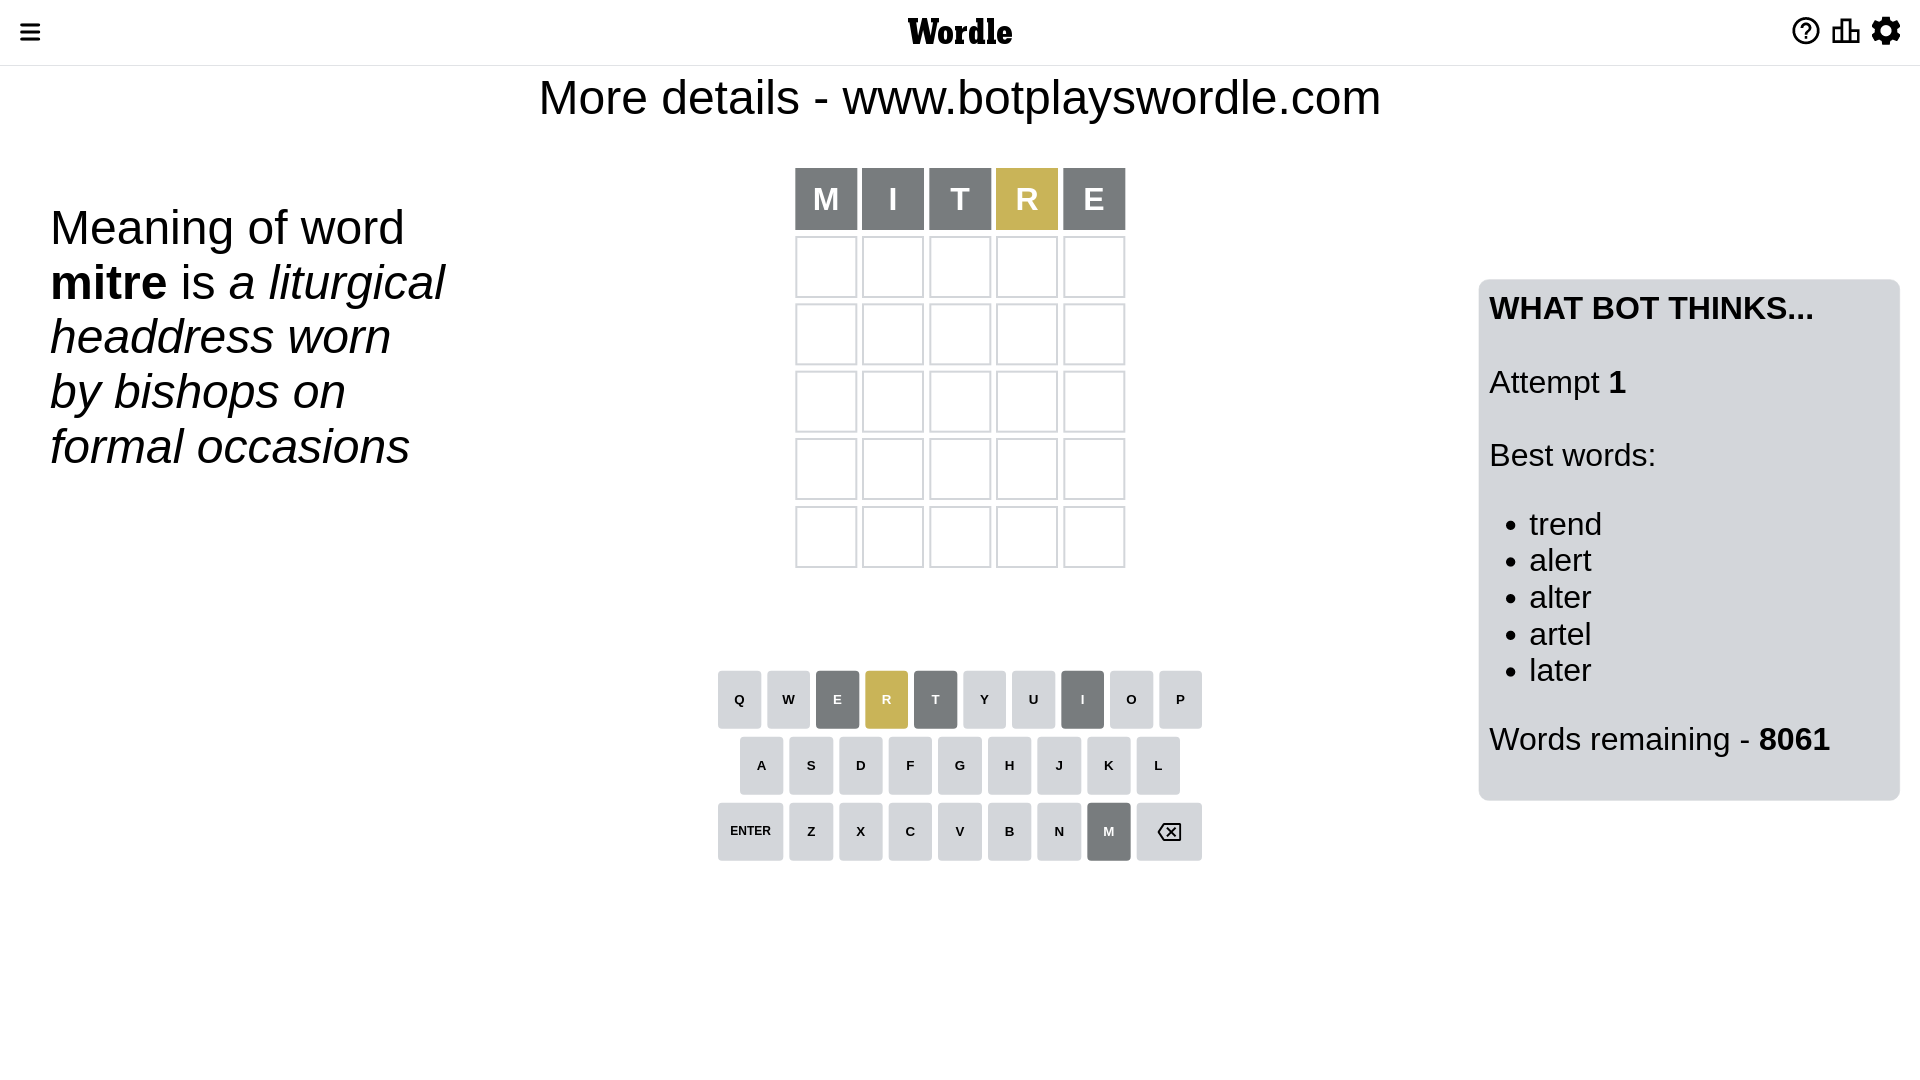 Wordle
More details - www.botplayswordle.com
Meaning of word
mitre is a liturgical
headdress worn
by bishops on
formal occasions
M I T R E
WHAT BOT THINKS...
Attempt 1
Best words:
• trend
• alert
• alter
• artel
• later
Words remaining - 8061
Q W E R T Y U I O P
A S D F G H J K L
ENTER Z X C V B N M